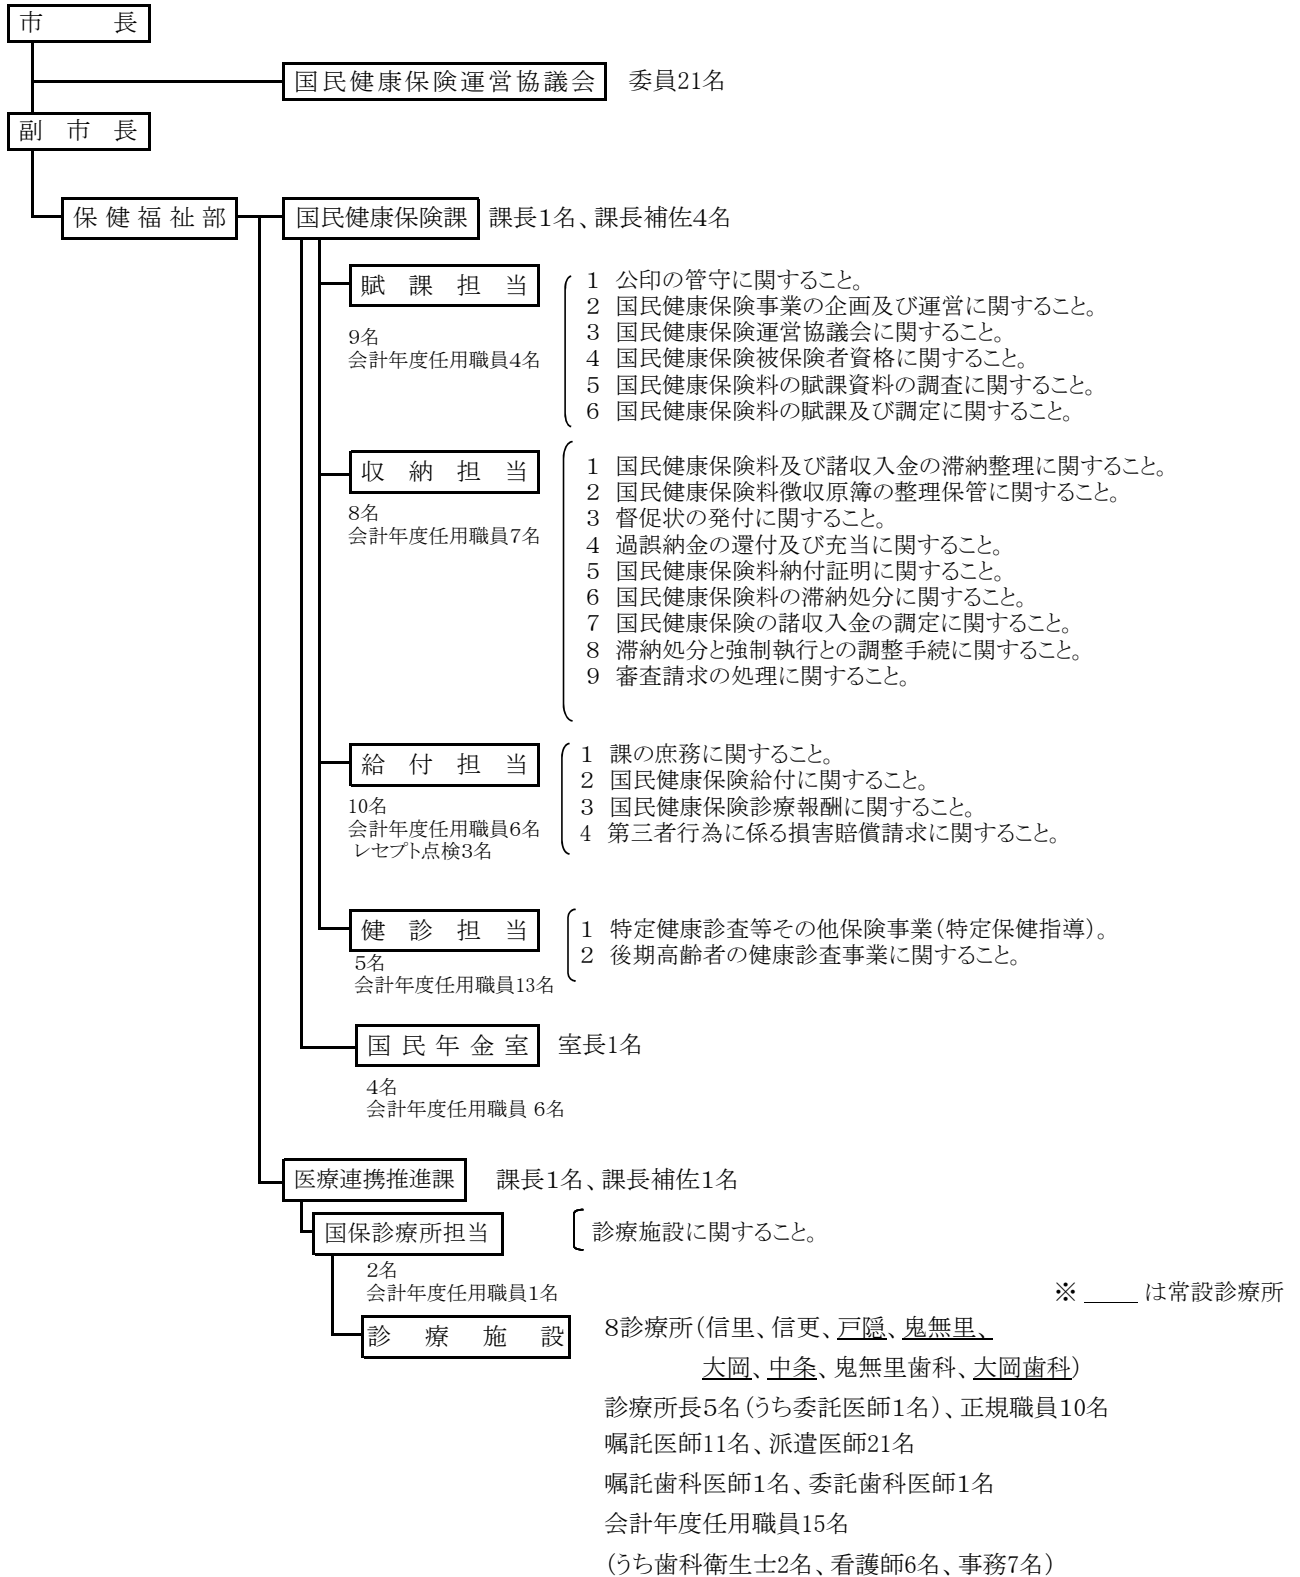 市長
国民健康保険運営協議会 委員21名
副市長
保健福祉部 国民健康保険課 課長1名、課長補佐4名
賦課担当
9名
会計年度任用職員4名
1 公印の管守に関すること。
2 国民健康保険事業の企画及び運営に関すること。
3 国民健康保険運営協議会に関すること。
4 国民健康保険被保険者資格に関すること。
5 国民健康保険料の賦課資料の調査に関すること。
6 国民健康保険料の賦課及び調定に関すること。
収納担当
8名
会計年度任用職員7名
1 国民健康保険料及び諸収入金の滞納整理に関すること。
2 国民健康保険料徴収原簿の整理保管に関すること。
3 督促状の発付に関すること。
4 過誤納金の還付及び充当に関すること。
5 国民健康保険料納付証明に関すること。
6 国民健康保険料の滞納処分に関すること。
7 国民健康保険の諸収入金の調定に関すること。
8 滞納処分と強制執行との調整手続に関すること。
9 審査請求の処理に関すること。
給付担当
10名
会計年度任用職員6名
レセプト点検3名
1 課の庶務に関すること。
2 国民健康保険給付に関すること。
3 国民健康保険診療報酬に関すること。
4 第三者行為に係る損害賠償請求に関すること。
健診担当
5名
会計年度任用職員13名
1 特定健康診査等その他保険事業(特定保健指導)。
2 後期高齢者の健康診査事業に関すること。
国民年金室 室長1名
4名
会計年度任用職員 6名
医療連携推進課 課長1名、課長補佐1名
国保診療所担当 診療施設に関すること。
2名
会計年度任用職員1名
※ ____ は常設診療所
診療施設 8診療所(信里、信更、戸隠、鬼無里、
大岡、中条、鬼無里歯科、大岡歯科)
診療所長5名(うち委託医師1名)、正規職員10名
嘱託医師11名、派遣医師21名
嘱託歯科医師1名、委託歯科医師1名
会計年度任用職員15名
(うち歯科衛生士2名、看護師6名、事務7名)